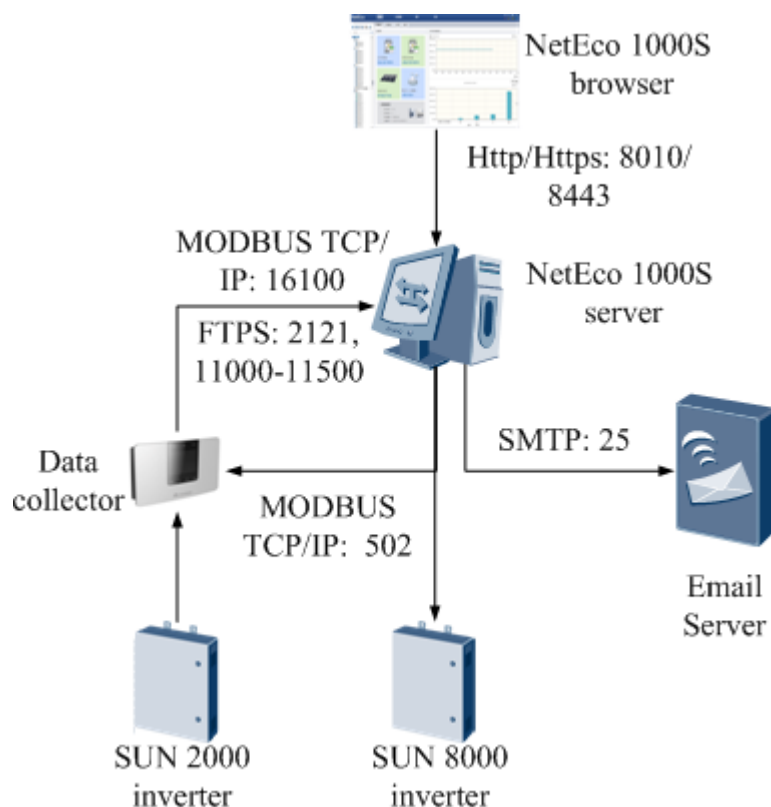 NetEco 1000S
browser
Http/Https: 8010/
8443
MODBUS TCP/
IP: 16100
FTPS: 2121,
11000-11500
NetEco 1000S
server
SMTP: 25
Data
collector
MODBUS
TCP/IP: 502
Email
Server
SUN 2000
inverter
SUN 8000
inverter